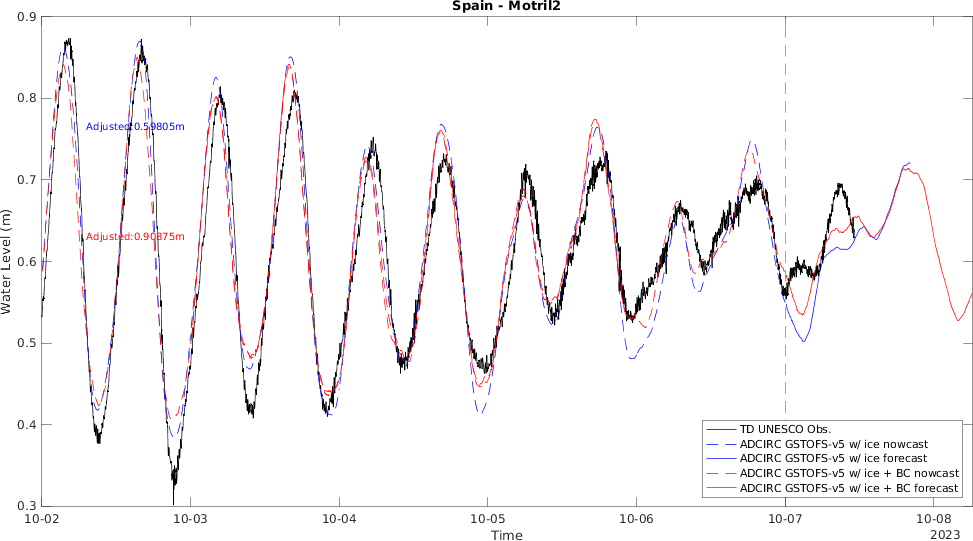 Spain - Motril2
0.9
0.8
0.7
0.6
0.5
0.4
0.3
Water Level (m)
Adjusted:0.59805m
Adjusted:0.90875m
TD UNESCO Obs.
ADCIRC GSTOFS-v5 w/ ice nowcast
ADCIRC GSTOFS-v5 w/ ice forecast
ADCIRC GSTOFS-v5 w/ ice + BC nowcast
ADCIRC GSTOFS-v5 w/ ice + BC forecast
10-02 10-03 10-04 10-05 10-06 10-07 10-08
Time
2023